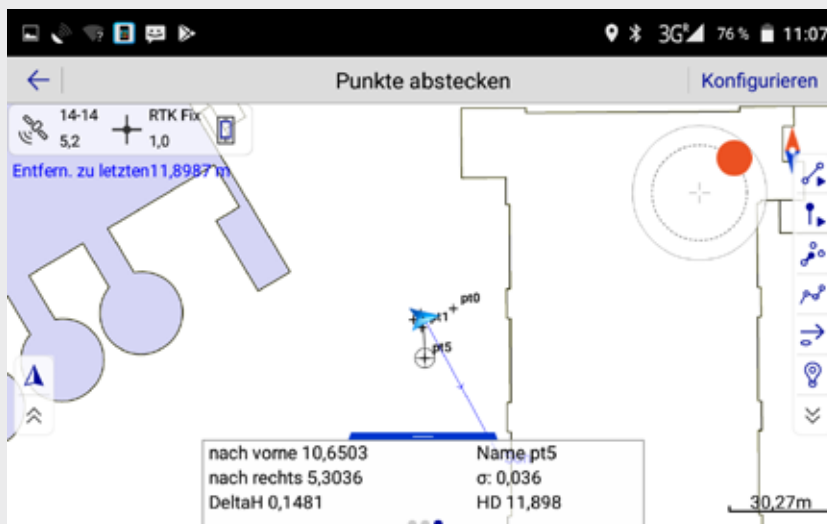 3G R 76 % 11:07
Punkte abstecken
Konfigurieren
14-14
5,2
RTK Fix
1,0
Entfern. zu letzten11,8987 m
pt0
pt1
pt5
nach vorne 10,6503
Name pt5
nach rechts 5,3036
σ: 0,036
DeltaH 0,1481
HD 11,898
30,27m